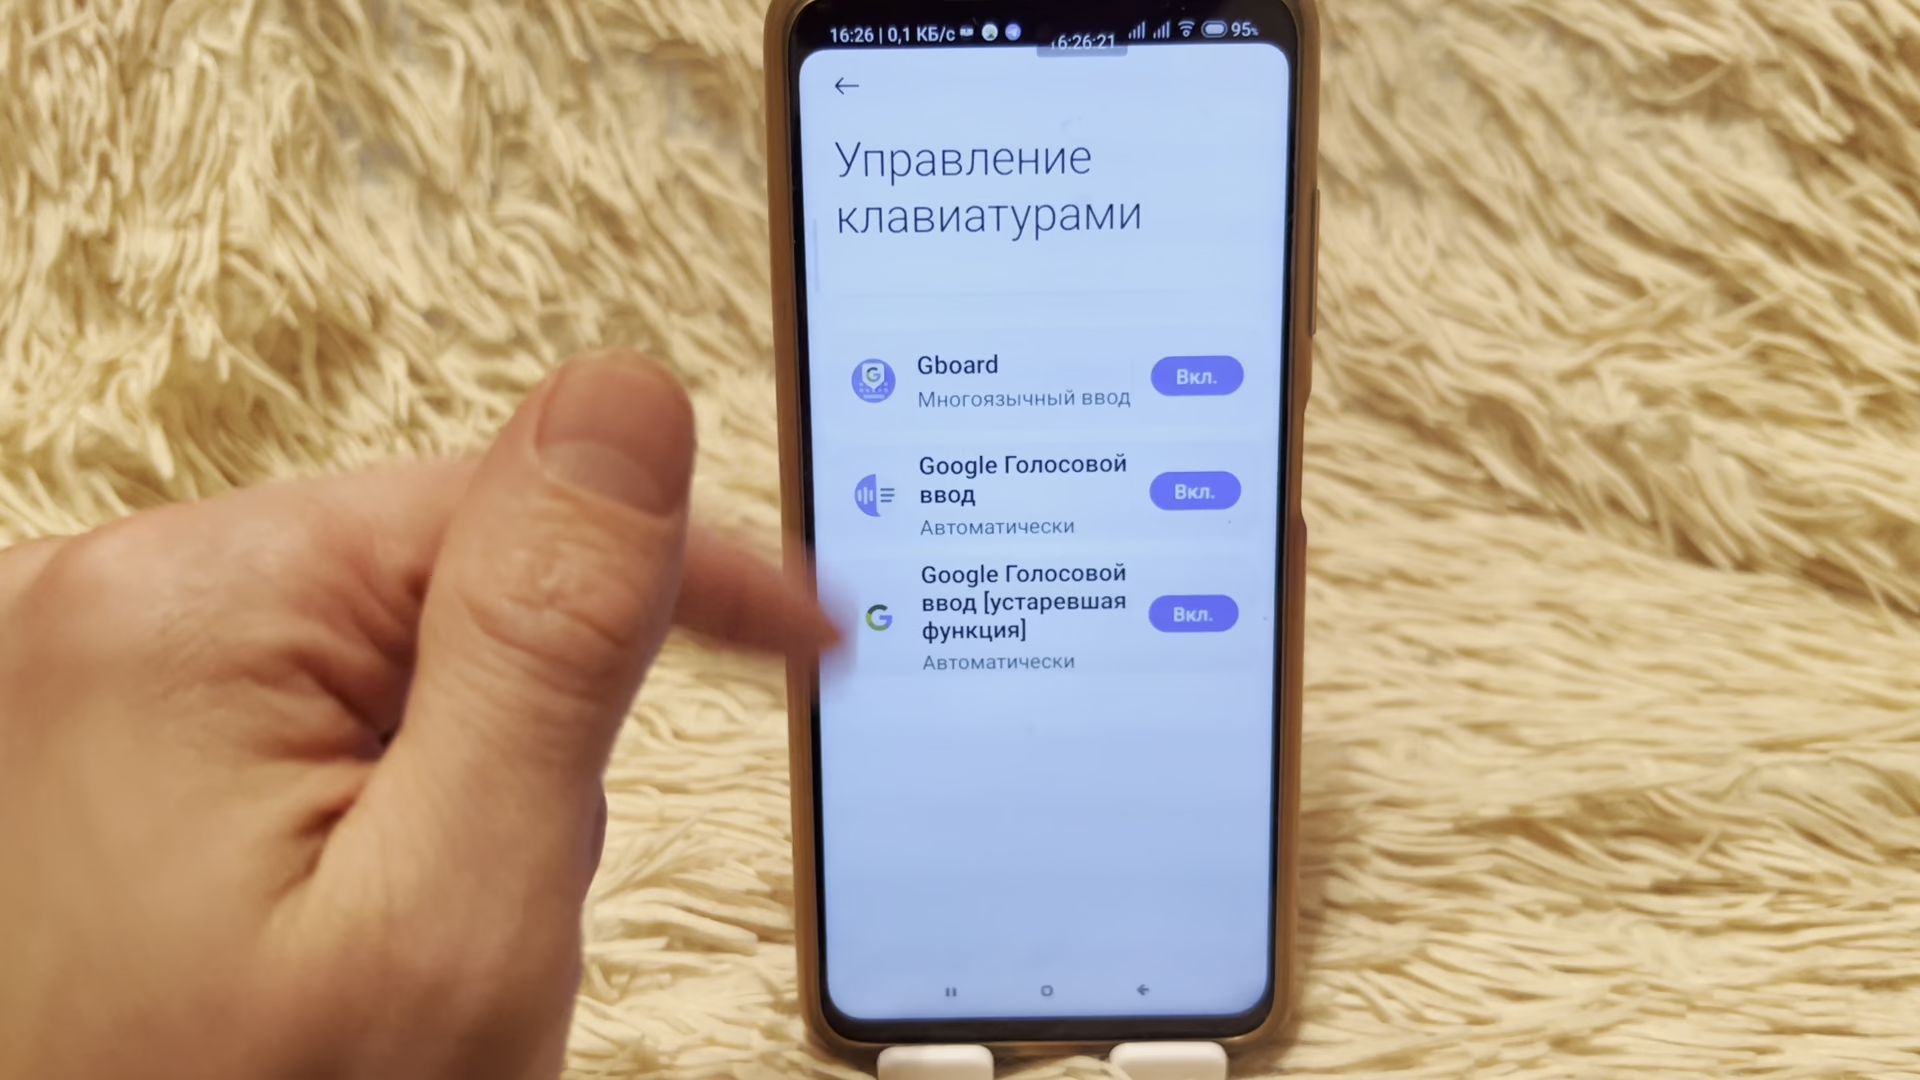 16:26 | 0,1 КБ/с
6:26:21
95%
Управление
клавиатурами
Gboard
Многоязычный ввод
Вкл.
Google Голосовой
ввод
Автоматически
Вкл.
Google Голосовой
ввод [устаревшая
функция]
Автоматически
Вкл.